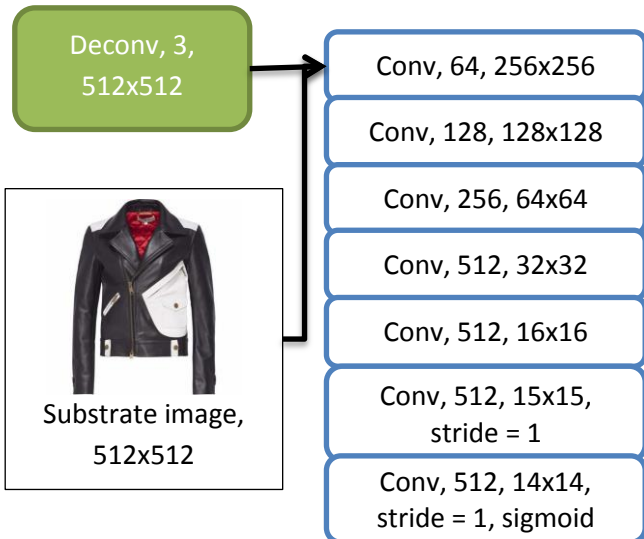 Deconv, 3,
512x512
Conv, 64, 256x256
Conv, 128, 128x128
Conv, 256, 64x64
Conv, 512, 32x32
Conv, 512, 16x16
Conv, 512, 15x15,
stride = 1
Conv, 512, 14x14,
stride = 1, sigmoid
Substrate image,
512x512